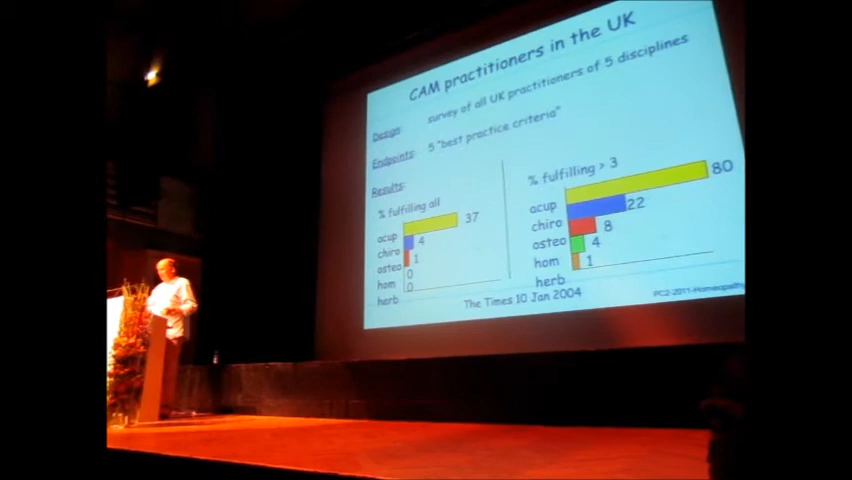 CAM practitioners in the UK
Design: survey of all UK practitioners of 5 disciplines
Endpoints: 5 "best practice criteria"
Results:
% fulfilling all
acup 37
chiro 4
osteo 1
hom 0
herb 0
% fulfilling > 3
acup 80
chiro 22
osteo 8
hom 4
herb 1
The Times 10 Jan 2004
PC2-2011-Homeopathy